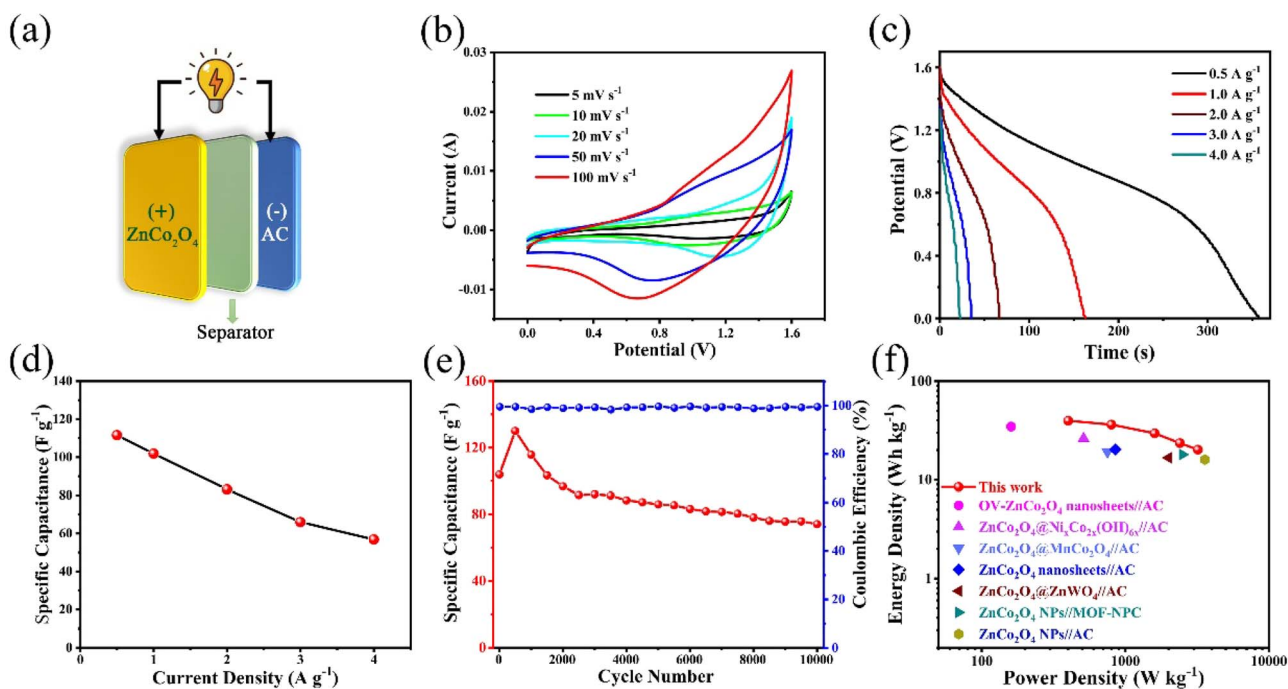 (a)
(+)
ZnCo₂O₄
(-)
AC
Separator
(b)
Current (A)
0.03
0.02
0.01
0.00
-0.01
5 mV s⁻¹
10 mV s⁻¹
20 mV s⁻¹
50 mV s⁻¹
100 mV s⁻¹
0.0 0.4 0.8 1.2 1.6
Potential (V)
(c)
Potential (V)
1.6
1.2
0.8
0.4
0.0
0.5 A g⁻¹
1.0 A g⁻¹
2.0 A g⁻¹
3.0 A g⁻¹
4.0 A g⁻¹
0 100 200 300
Time (s)
(d)
Specific Capacitance (F g⁻¹)
140
120
100
80
60
40
20
0
1 2 3 4
Current Density (A g⁻¹)
(e)
Specific Capacitance (F g⁻¹)
160
120
80
40
0
100
80
60
40
20
0
Coulombic Efficiency (%)
0 2000 4000 6000 8000 10000
Cycle Number
(f)
Energy Density (Wh kg⁻¹)
100
10
1
This work
OV-ZnCo₂O₄ nanosheets//AC
ZnCo₂O₄@NiₓCo₂ₓ(OH)₆ₓ//AC
ZnCo₂O₄@MnCo₂O₄//AC
ZnCo₂O₄ nanosheets//AC
ZnCo₂O₄@ZnWO₄//AC
ZnCo₂O₄ NPs//MOF-NPC
ZnCo₂O₄ NPs//AC
100 1000 10000
Power Density (W kg⁻¹)